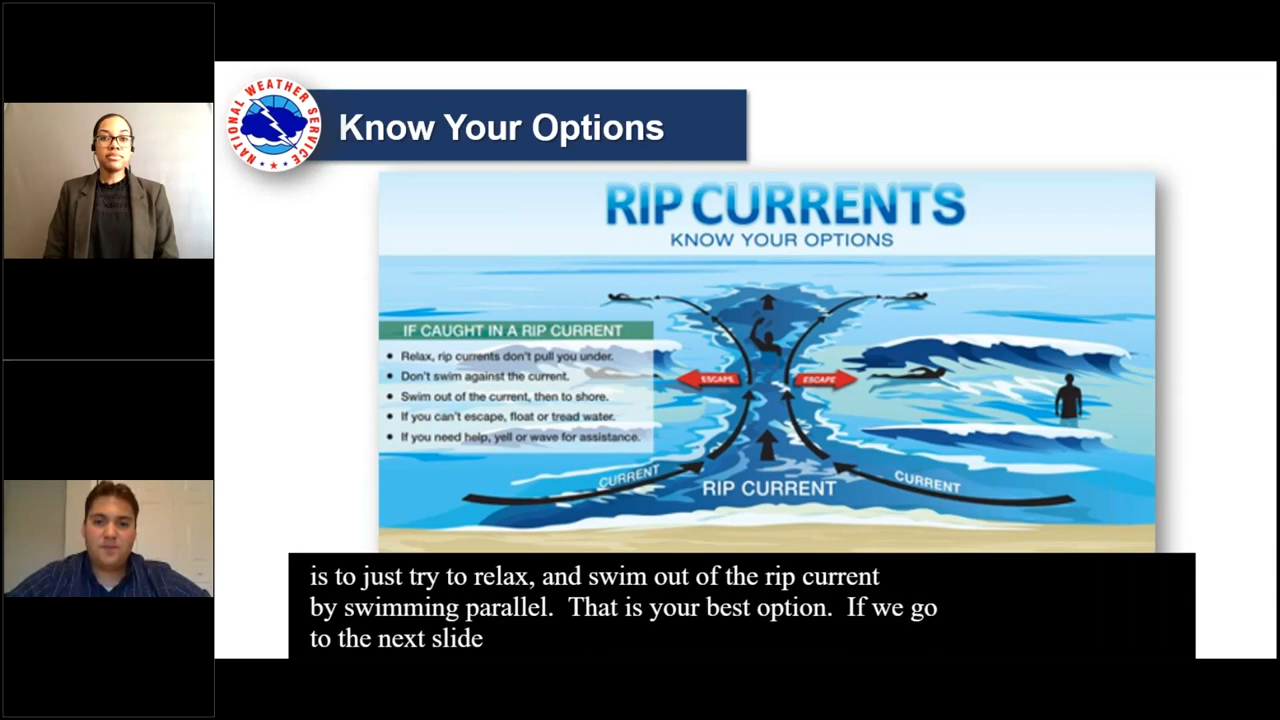 NATIONAL WEATHER SERVICE
Know Your Options
RIP CURRENTS
KNOW YOUR OPTIONS
IF CAUGHT IN A RIP CURRENT
• Relax, rip currents don't pull you under.
• Don't swim against the current.
• Swim out of the current, then to shore.
• If you can't escape, float or tread water.
• If you need help, yell or wave for assistance.
ESCAPE
ESCAPE
CURRENT
RIP CURRENT
CURRENT
is to just try to relax, and swim out of the rip current
by swimming parallel.  That is your best option.  If we go
to the next slide